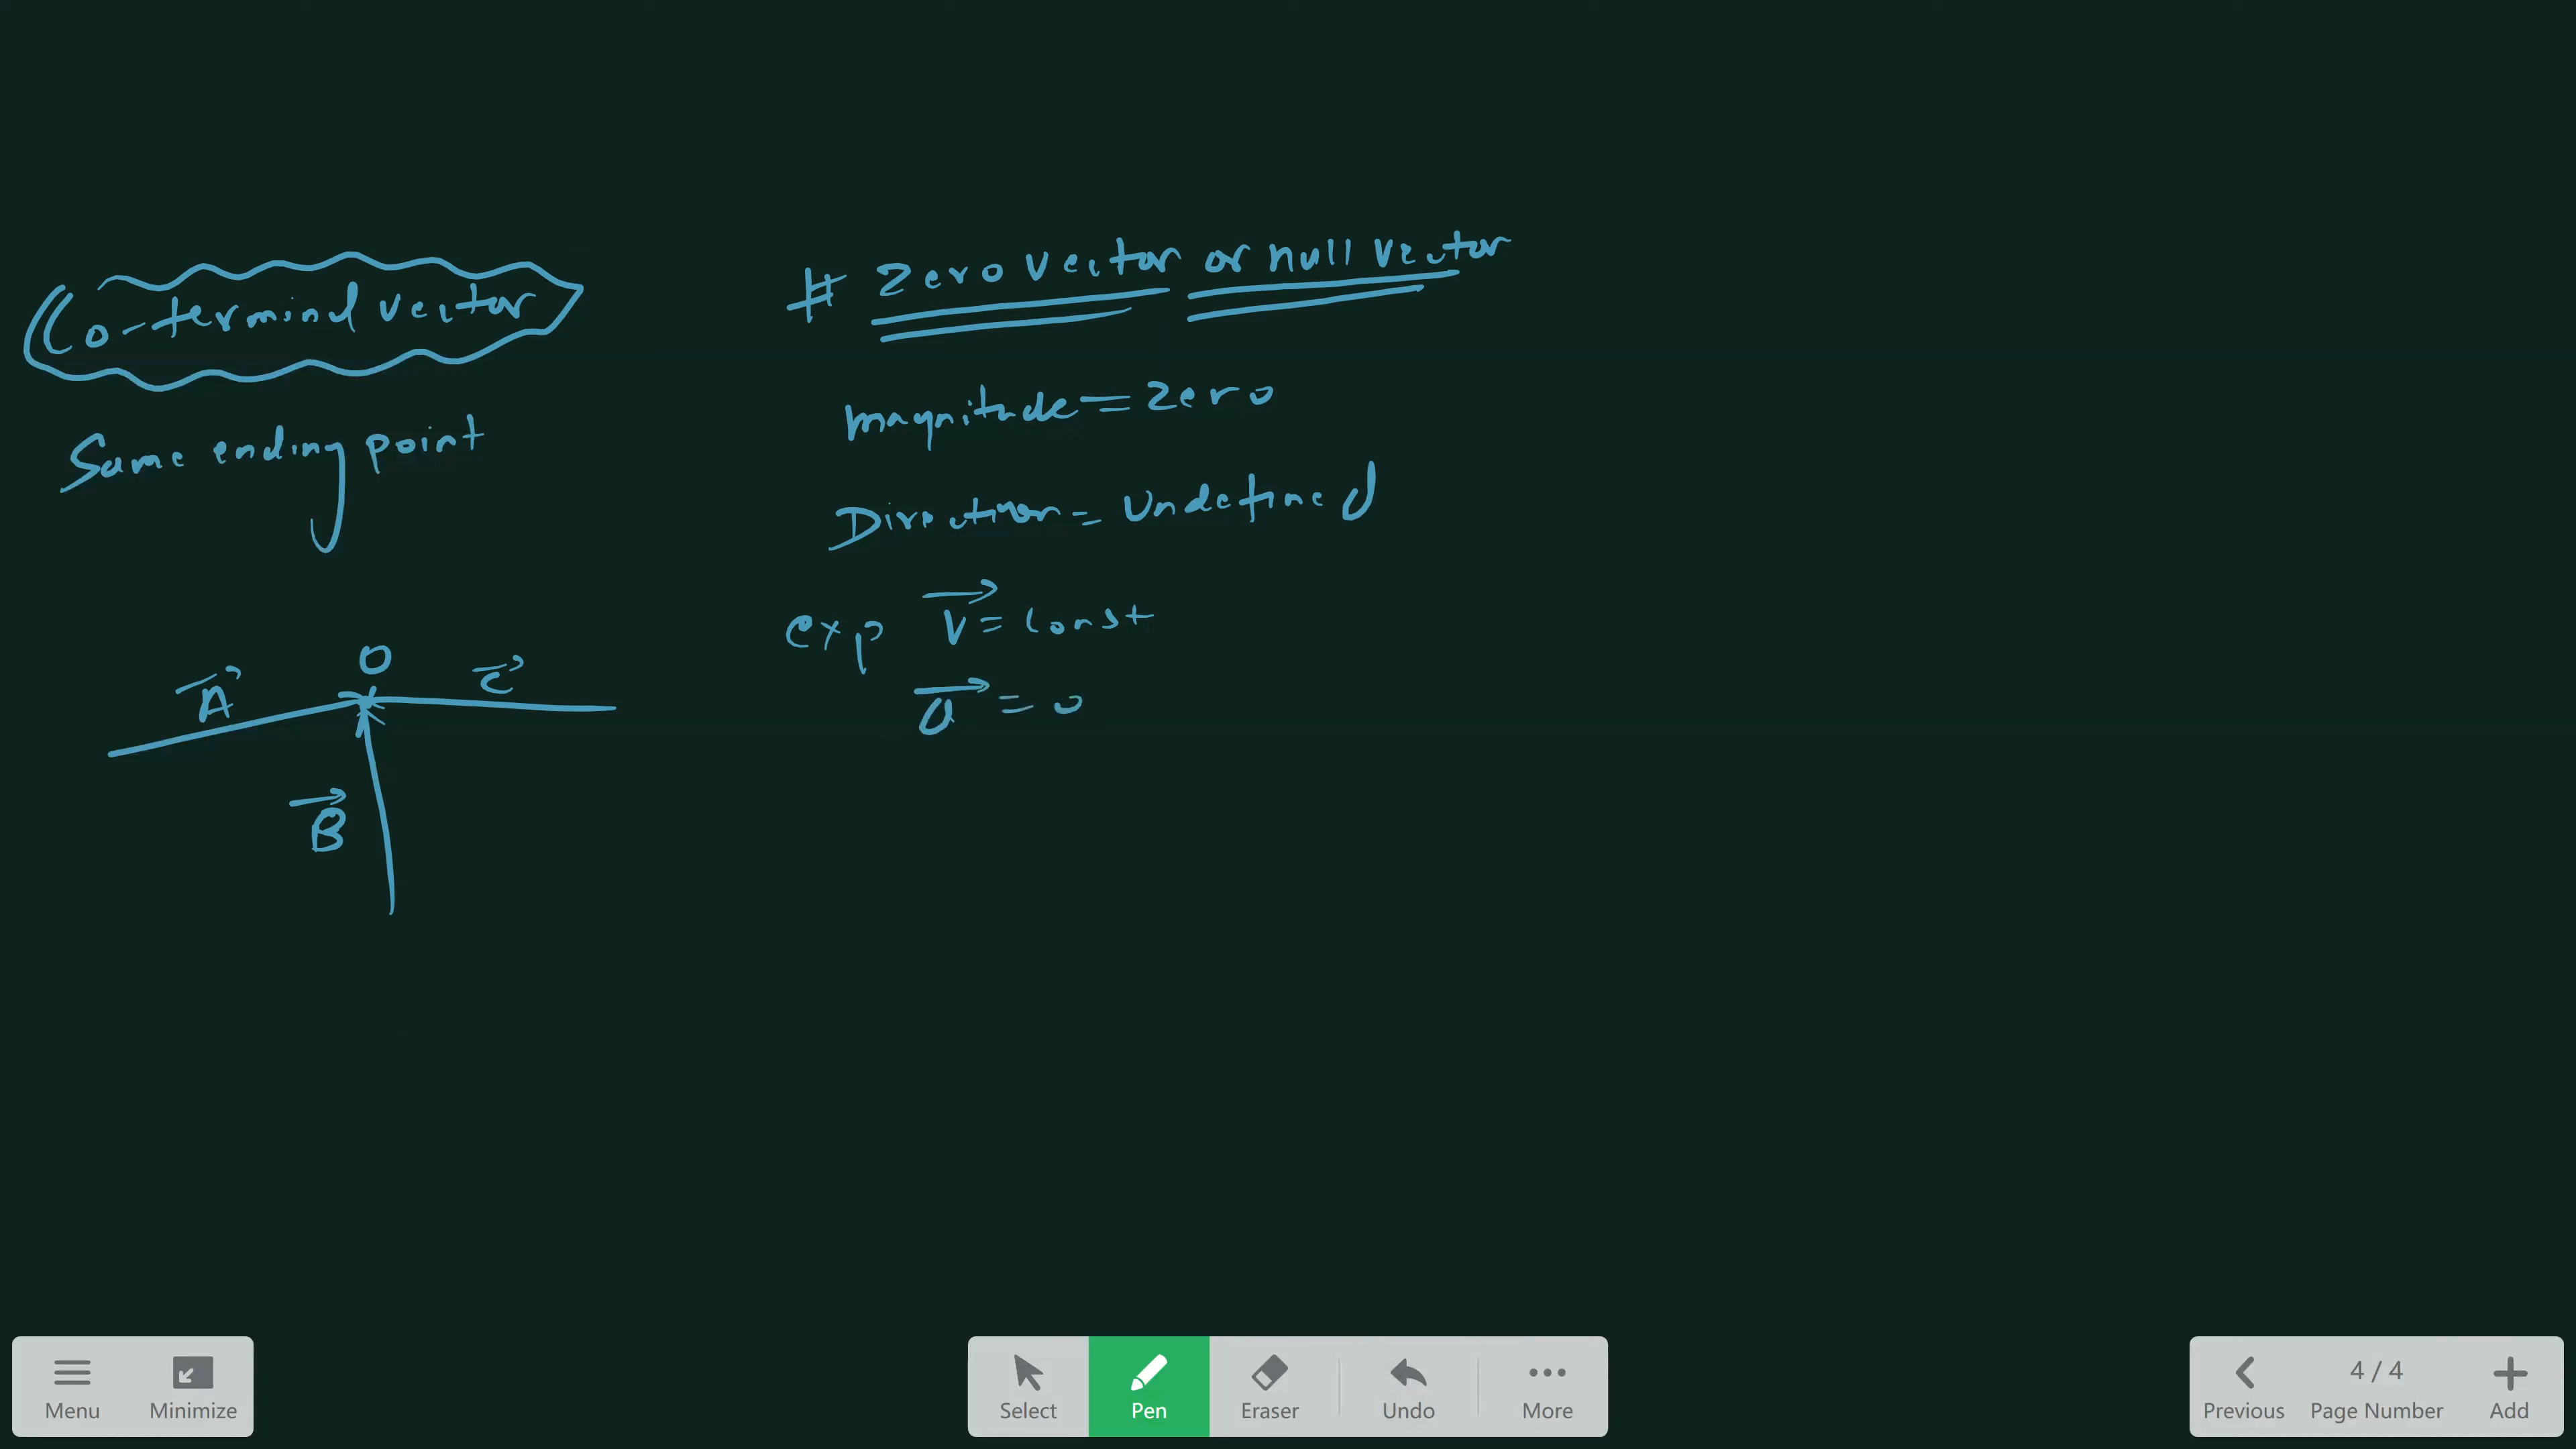 Co-terminal vector
Same ending point
O
A
C
B
# Zero vector or null vector
magnitude = zero
Direction = Undefined
exp V = const
a = 0
Menu
Minimize
Select
Pen
Eraser
Undo
More
Previous
4 / 4
Page Number
Add